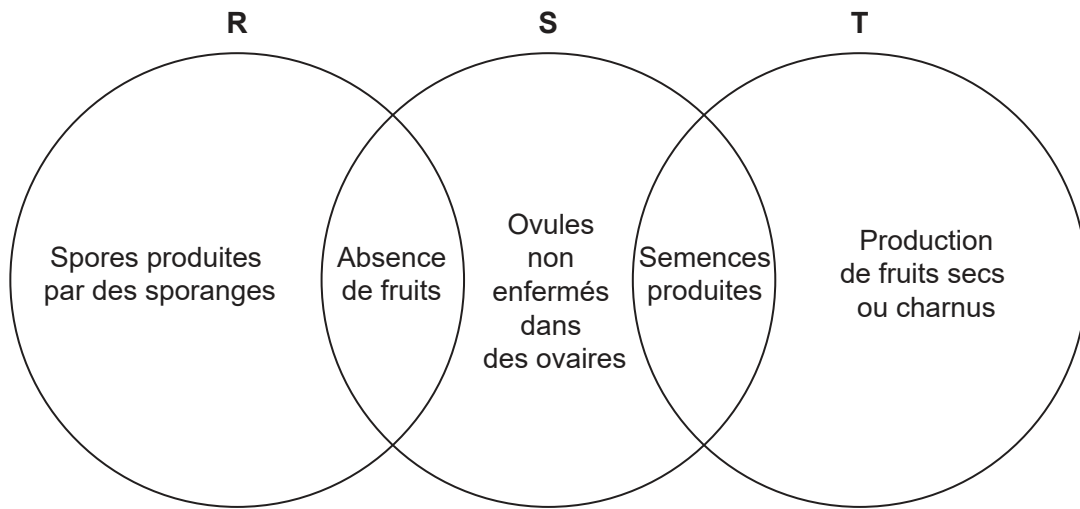 R S T
Spores produites
par des sporanges
Absence
de fruits
Ovules
non
enfermés
dans
des ovaires
Semences
produites
Production
de fruits secs
ou charnus